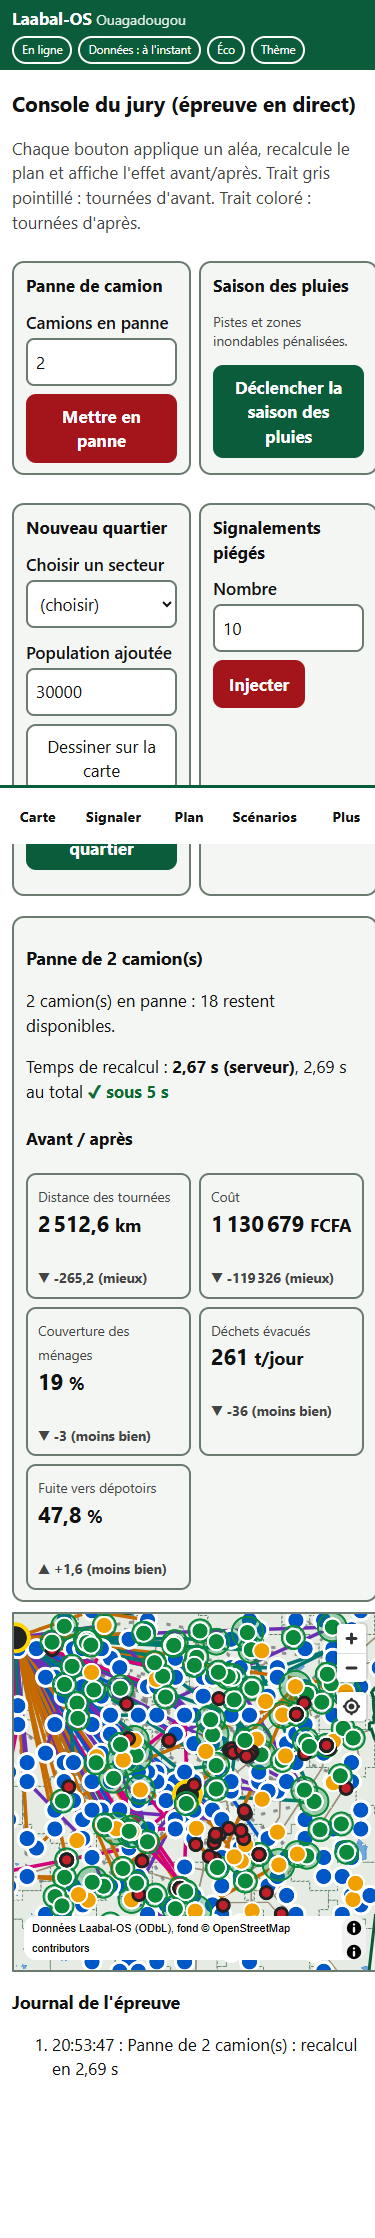 Laabal-OS Ouagadougou
En ligne
Données : à l'instant
Éco
Thème
Console du jury (épreuve en direct)
Chaque bouton applique un aléa, recalcule le
plan et affiche l'effet avant/après. Trait gris
pointillé : tournées d'avant. Trait coloré :
tournées d'après.
Panne de camion
Camions en panne
2
Mettre en
panne
Saison des pluies
Pistes et zones
inondables pénalisées.
Déclencher la
saison des
pluies
Nouveau quartier
Choisir un secteur
(choisir)
Population ajoutée
30000
Dessiner sur la
carte
Signalements
piégés
Nombre
10
Injecter
Carte
Signaler
Plan
Scénarios
Plus
quartier
Panne de 2 camion(s)
2 camion(s) en panne : 18 restent
disponibles.
Temps de recalcul : 2,67 s (serveur), 2,69 s
au total ✓ sous 5 s
Avant / après
Distance des tournées
2 512,6 km
▼ -265,2 (mieux)
Coût
1 130 679 FCFA
▼ -119 326 (mieux)
Couverture des
ménages
19 %
▼ -3 (moins bien)
Déchets évacués
261 t/jour
▼ -36 (moins bien)
Fuite vers dépotoirs
47,8 %
▲ +1,6 (moins bien)
Données Laabal-OS (ODbL), fond © OpenStreetMap
contributors
Journal de l'épreuve
1. 20:53:47 : Panne de 2 camion(s) : recalcul
en 2,69 s